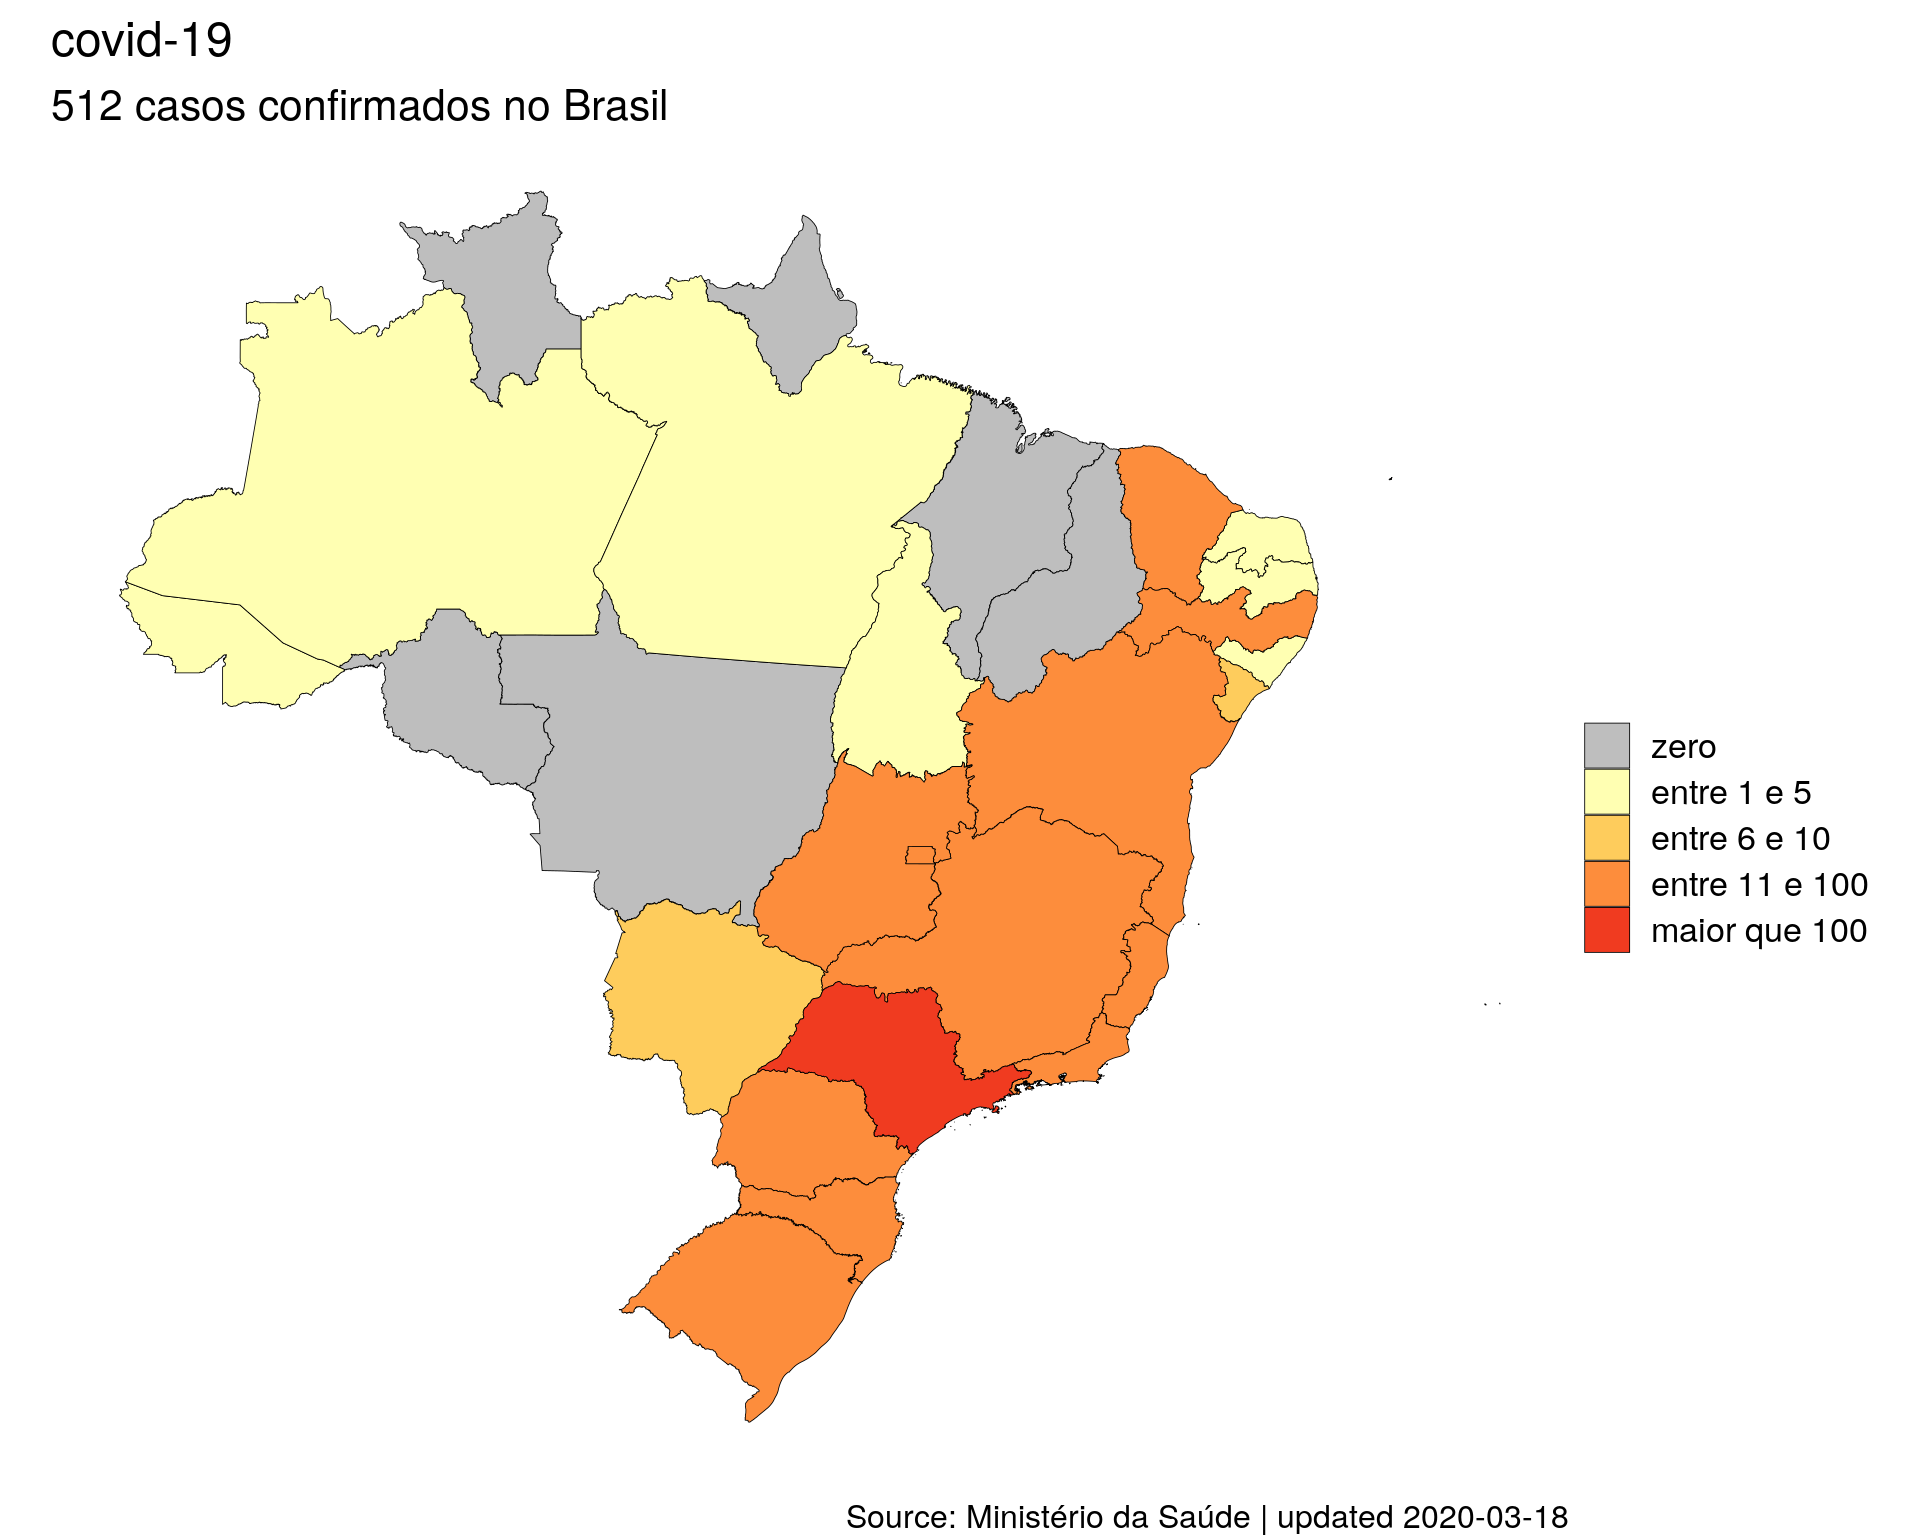 covid-19
512 casos confirmados no Brasil
zero
entre 1 e 5
entre 6 e 10
entre 11 e 100
maior que 100
Source: Ministério da Saúde | updated 2020-03-18